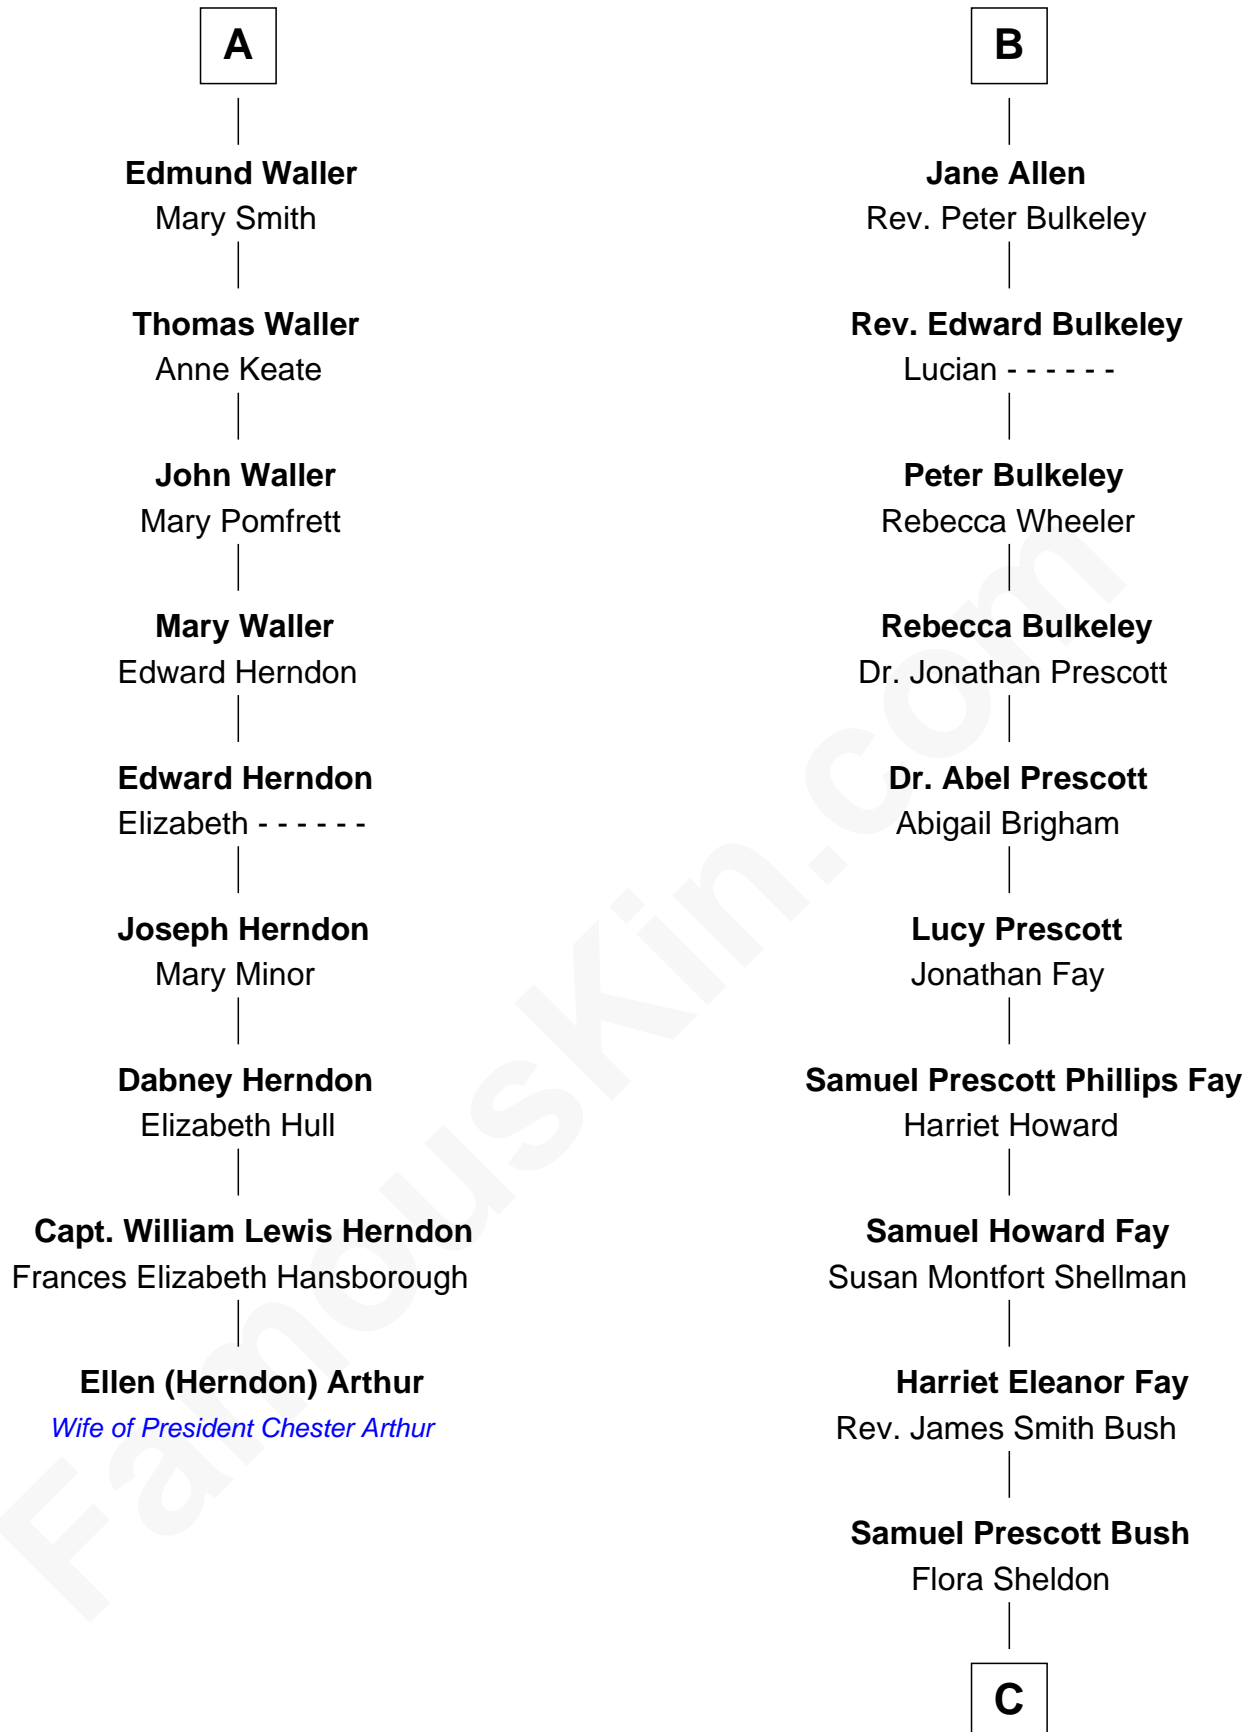 A
Edmund Waller
Mary Smith
Thomas Waller
Anne Keate
John Waller
Mary Pomfrett
Mary Waller
Edward Herndon
Edward Herndon
Elizabeth - - - - - -
Joseph Herndon
Mary Minor
Dabney Herndon
Elizabeth Hull
Capt. William Lewis Herndon
Frances Elizabeth Hansborough
Ellen (Herndon) Arthur
Wife of President Chester Arthur
B
Jane Allen
Rev. Peter Bulkeley
Rev. Edward Bulkeley
Lucian - - - - - -
Peter Bulkeley
Rebecca Wheeler
Rebecca Bulkeley
Dr. Jonathan Prescott
Dr. Abel Prescott
Abigail Brigham
Lucy Prescott
Jonathan Fay
Samuel Prescott Phillips Fay
Harriet Howard
Samuel Howard Fay
Susan Montfort Shellman
Harriet Eleanor Fay
Rev. James Smith Bush
Samuel Prescott Bush
Flora Sheldon
C
FamousKin.com